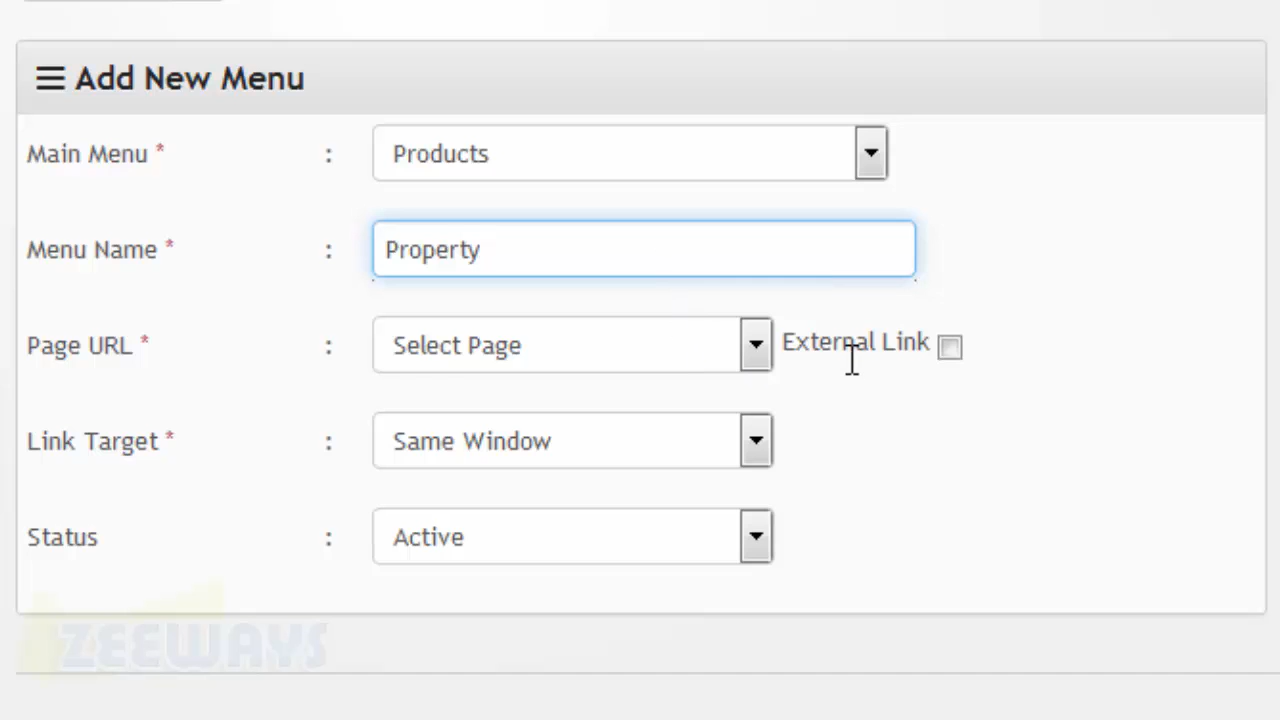 Add New Menu
Main Menu * : Products
Menu Name * : Property
Page URL * : Select Page External Link
Link Target * : Same Window
Status : Active
ZEEWAYS